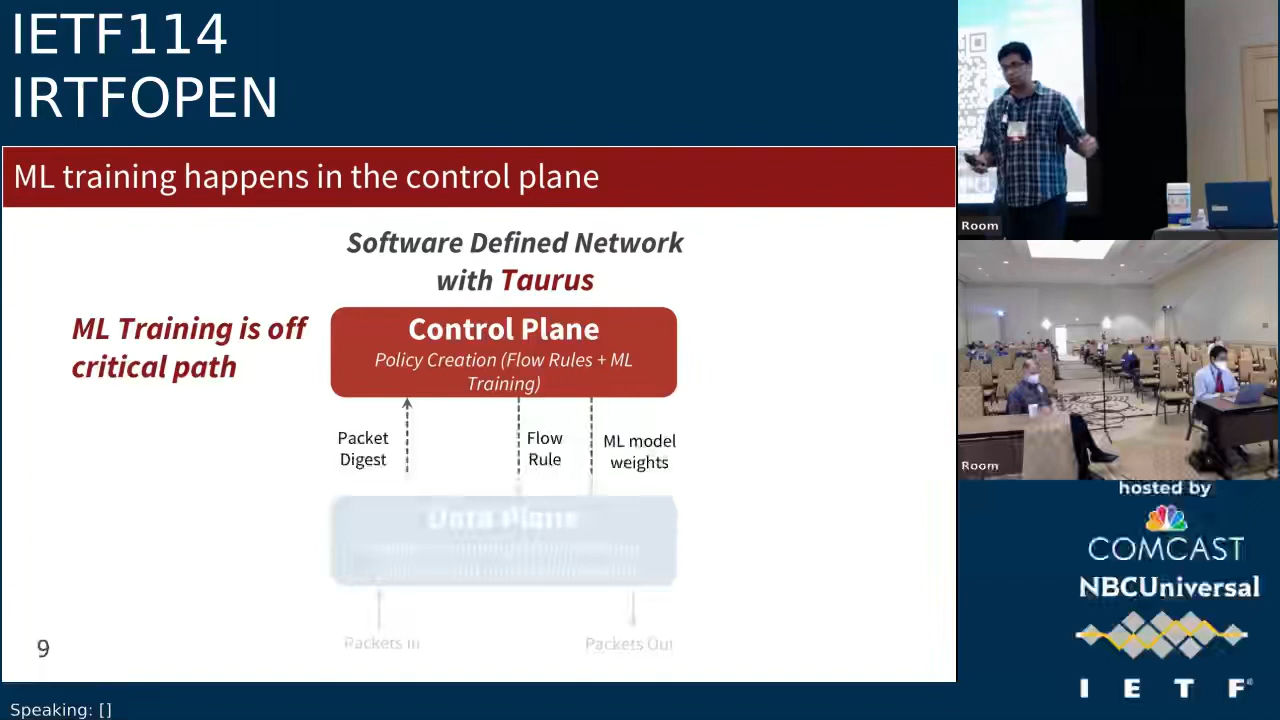 IETF114
IRTFOPEN
ML training happens in the control plane
Software Defined Network
with Taurus
ML Training is off
critical path
Control Plane
Policy Creation (Flow Rules + ML
Training)
Packet
Digest
Flow
Rule
ML model
weights
Data Plane
Packets In
Packets Out
9
Room
Room
hosted by
COMCAST
NBCUniversal
I E T F
Speaking: []